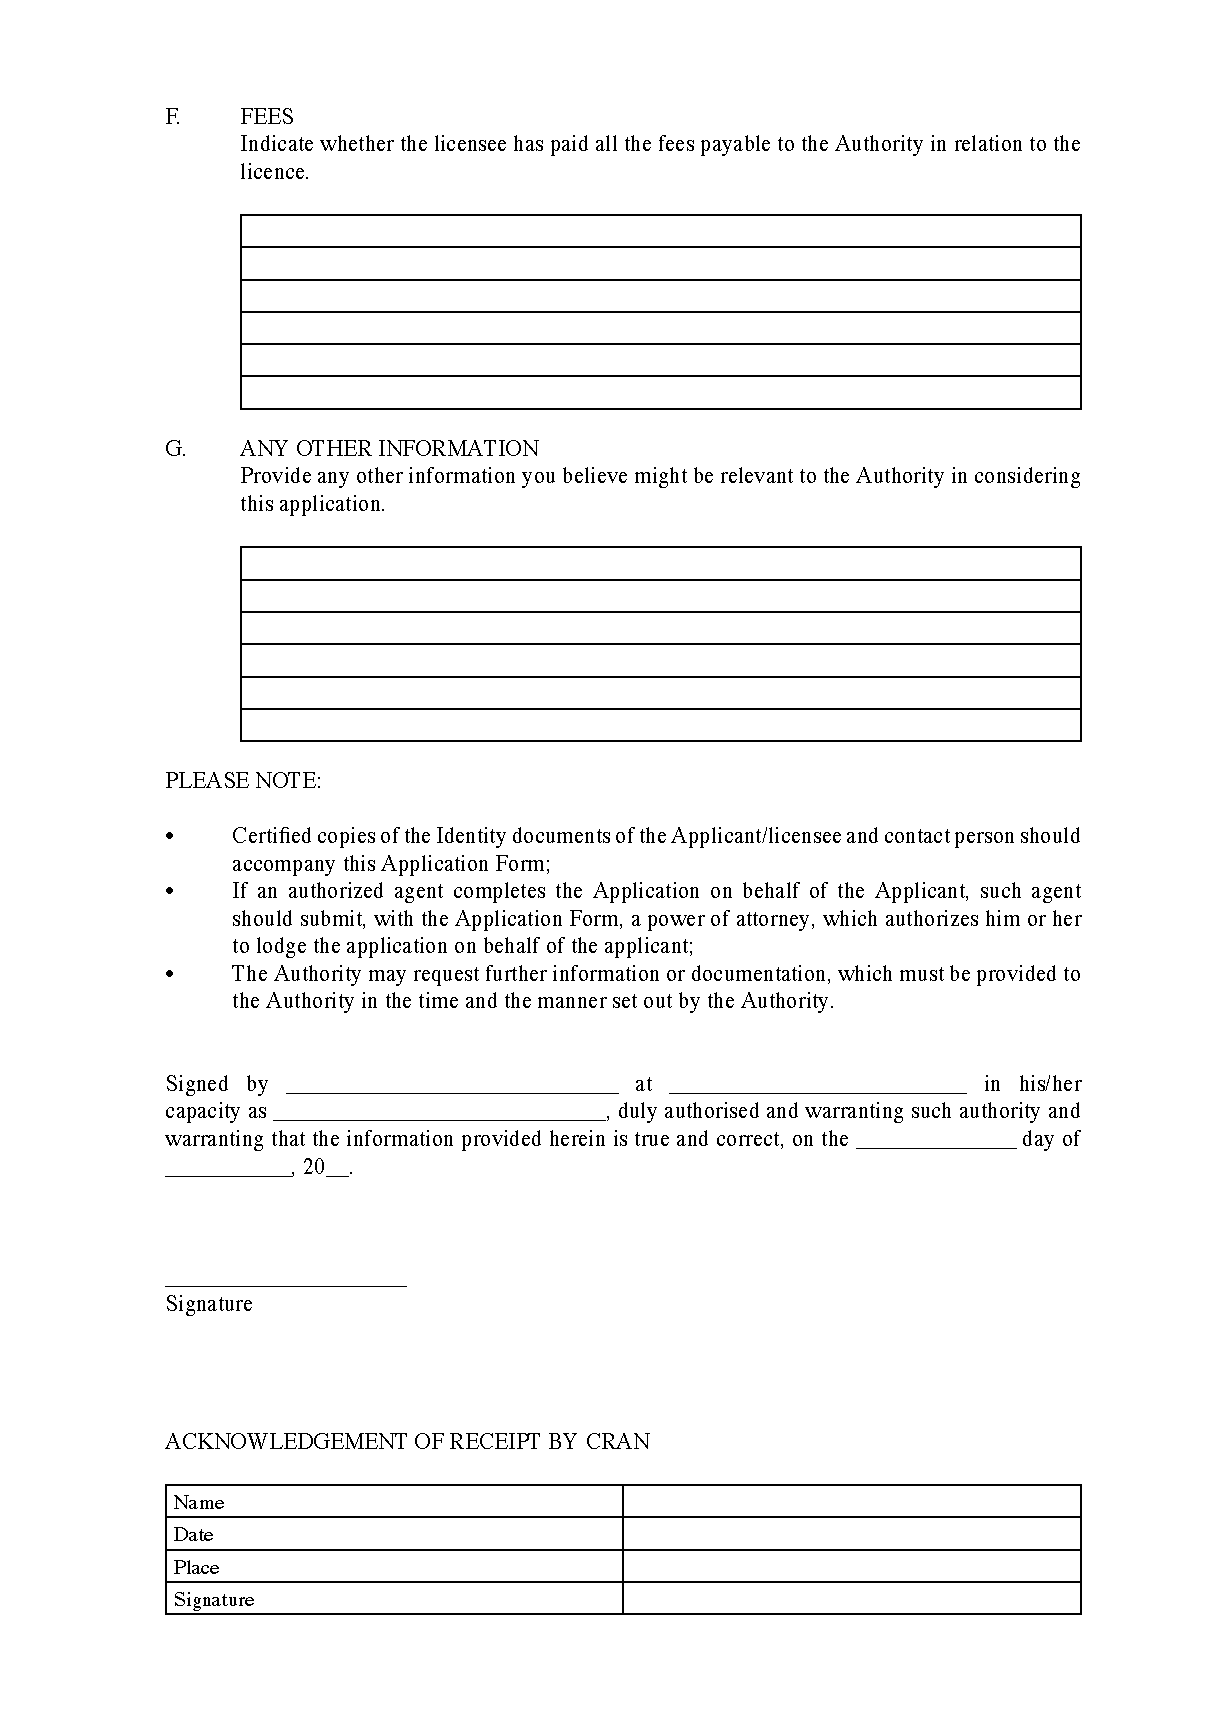 F. FEES
Indicate whether the licensee has paid all the fees payable to the Authority in relation to the
licence.
G. ANY OTHER INFORMATION
Provide any other information you believe might be relevant to the Authority in considering
this application.
PLEASE NOTE:
• Certified copies of the Identity documents of the Applicant/licensee and contact person should
accompany this Application Form;
• If an authorized agent completes the Application on behalf of the Applicant, such agent
should submit, with the Application Form, a power of attorney, which authorizes him or her
to lodge the application on behalf of the applicant;
• The Authority may request further information or documentation, which must be provided to
the Authority in the time and the manner set out by the Authority.
Signed by _____________________________ at __________________________ in his/her
capacity as _____________________________, duly authorised and warranting such authority and
warranting that the information provided herein is true and correct, on the ______________ day of
___________, 20__.
_____________________
Signature
ACKNOWLEDGEMENT OF RECEIPT BY CRAN
Name
Date
Place
Signature